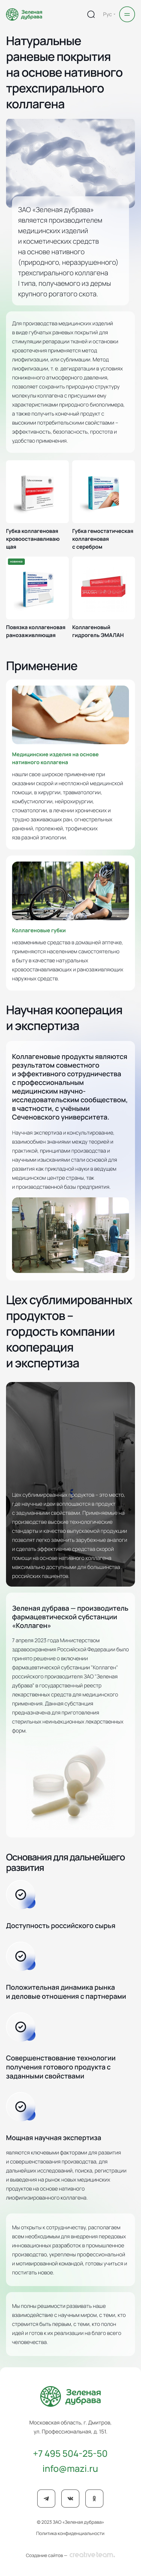 Зеленая
дубрава
Рус
Натуральные
раневые покрытия
на основе нативного
трехспирального
коллагена
ЗАО «Зеленая дубрава»
является производителем
медицинских изделий
и косметических средств
на основе нативного
(природного, неразрушенного)
трехспирального коллагена
I типа, получаемого из дермы
крупного рогатого скота.
Для производства медицинских изделий
в виде губчатых раневых покрытий для
стимуляции репарации тканей и остановки
кровотечения применяется метод
лиофилизации, или сублимации. Метод
лиофилизации, т. е. дегидратации в условиях
пониженного атмосферного давления,
позволяет сохранить природную структуру
молекулы коллагена с присущими ему
характеристиками природного биополимера,
а также получить конечный продукт с
высокими потребительскими свойствами –
эффективность, безопасность, простота и
удобство применения.
Губка коллагеновая
кровоостанавливаю
щая
Губка гемостатическая
коллагеновая
с серебром
НОВИНКА
Повязка коллагеновая
ранозаживляющая
Коллагеновый
гидрогель ЭМАЛАН
Применение
Медицинские изделия на основе
нативного коллагена
нашли свое широкое применение при
оказании скорой и неотложной медицинской
помощи, в хирургии, травматологии,
комбустиологии, нейрохирургии,
стоматологии, в лечении хронических и
трудно заживающих ран, огнестрельных
ранений, пролежней, трофических
язв разной этиологии.
Коллагеновые губки
незаменимые средства в домашней аптечке,
применяются населением самостоятельно
в быту в качестве натуральных
кровоостанавливающих и ранозаживляющих
наружных средств.
Научная кооперация
и экспертиза
Коллагеновые продукты являются
результатом совместного
и эффективного сотрудничества
с профессиональным
медицинским научно-
исследовательским сообществом,
в частности, с учёными
Сеченовского университета.
Научная экспертиза и консультирование,
взаимообмен знаниями между теорией и
практикой, принципами производства и
научными изысканиями стали основой для
развития как прикладной науки в ведущем
медицинском центре страны, так
и производственной базы предприятия.
Цех сублимированных
продуктов –
гордость компании
кооперация
и экспертиза
Цех сублимированных продуктов - это место,
где научные идеи воплощаются в продукт
с заданными свойствами. Применяемые на
производстве высокие технологические
стандарты и качество выпускаемой продукции
позволят легко заменить зарубежные аналоги
и сделать эффективные средства скорой
помощи на основе нативного коллагена
максимально доступными для большинства
российских пациентов.
Зеленая дубрава — производитель
фармацевтической субстанции
«Коллаген»
7 апреля 2023 года Министерством
здравоохранения Российской Федерации было
принято решение о включении
фармацевтической субстанции "Коллаген"
российского производителя ЗАО "Зеленая
дубрава" в государственный реестр
лекарственных средств для медицинского
применения. Данная субстанция
предназначена для приготовления
стерильных неинъекционных лекарственных
форм.
Основания для дальнейшего
развития
Доступность российского сырья
Положительная динамика рынка
и деловые отношения с партнерами
Совершенствование технологии
получения готового продукта с
заданными свойствами
Мощная научная экспертиза
являются ключевыми факторами для развития
и совершенствования производства, для
дальнейших исследований, поиска, регистрации
и выведения на рынок новых медицинских
продуктов на основе нативного
лиофилизированного коллагена.
Мы открыты к сотрудничеству, располагаем
всем необходимым для внедрения передовых
инновационных разработок в промышленное
производство, укреплены профессиональной
и мотивированной командой, готовы учиться и
постигать новое.
Мы полны решимости развивать наше
взаимодействие с научным миром, с теми, кто
стремится быть первым, с теми, кто полон
идей и готов к их реализации на благо всего
человечества.
Зеленая
дубрава
Московская область, г. Дмитров,
ул. Профессиональная, д. 151.
+7 495 504-25-50
info@mazi.ru
© 2023 ЗАО «Зеленая дубрава»
Политика конфиденциальности
Создание сайтов — creativeteam.